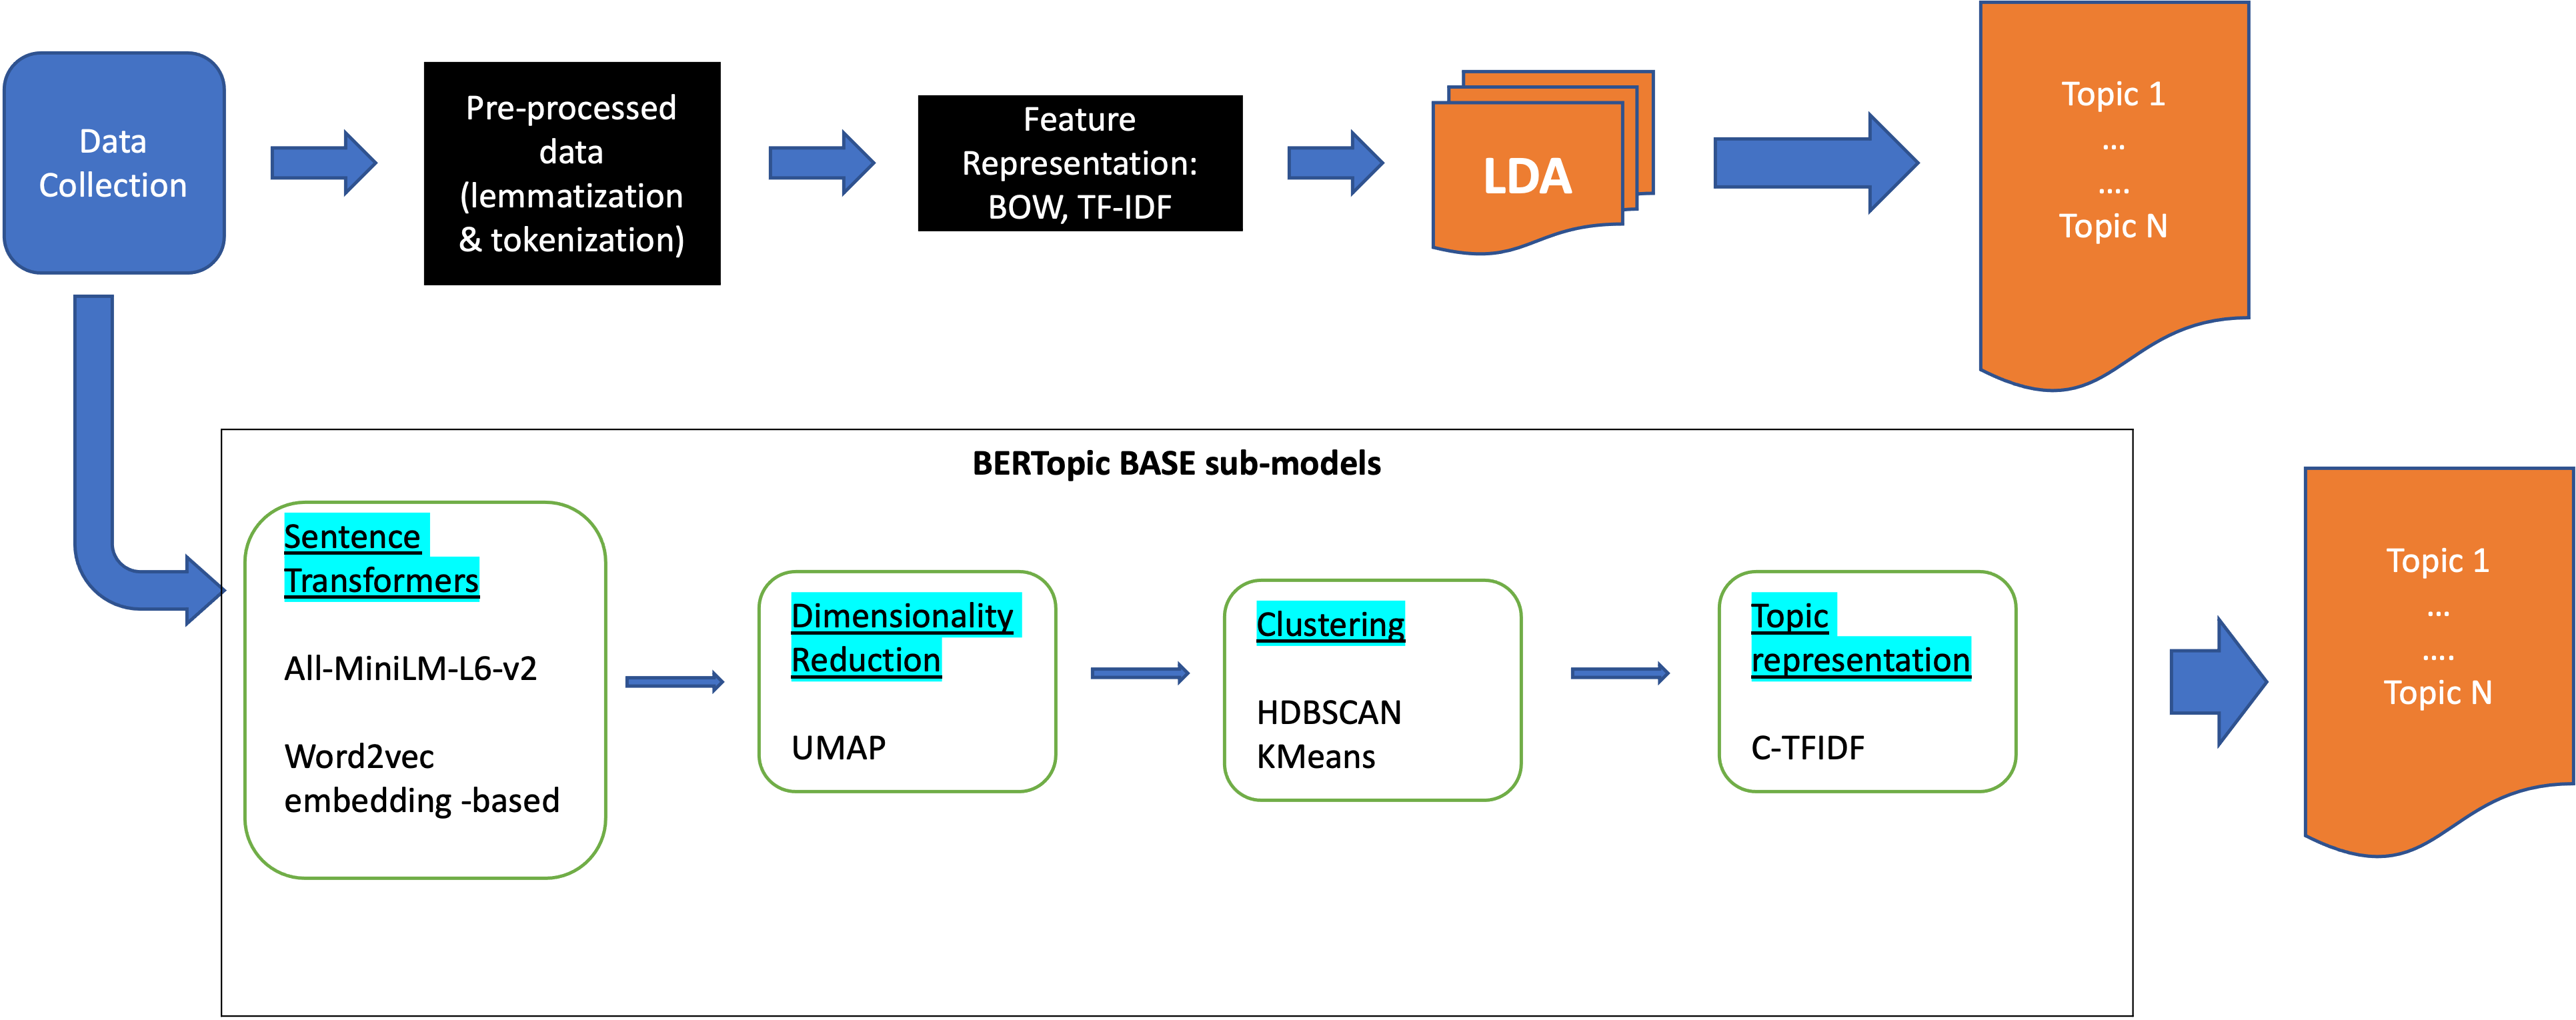 Data
Collection
Pre-processed
data
(lemmatization
& tokenization)
Feature
Representation:
BOW, TF-IDF
LDA
Topic 1
...
....
Topic N
BERTopic BASE sub-models
Sentence
Transformers
All-MiniLM-L6-v2
Word2vec
embedding -based
Dimensionality
Reduction
UMAP
Clustering
HDBSCAN
KMeans
Topic
representation
C-TFIDF
Topic 1
...
....
Topic N